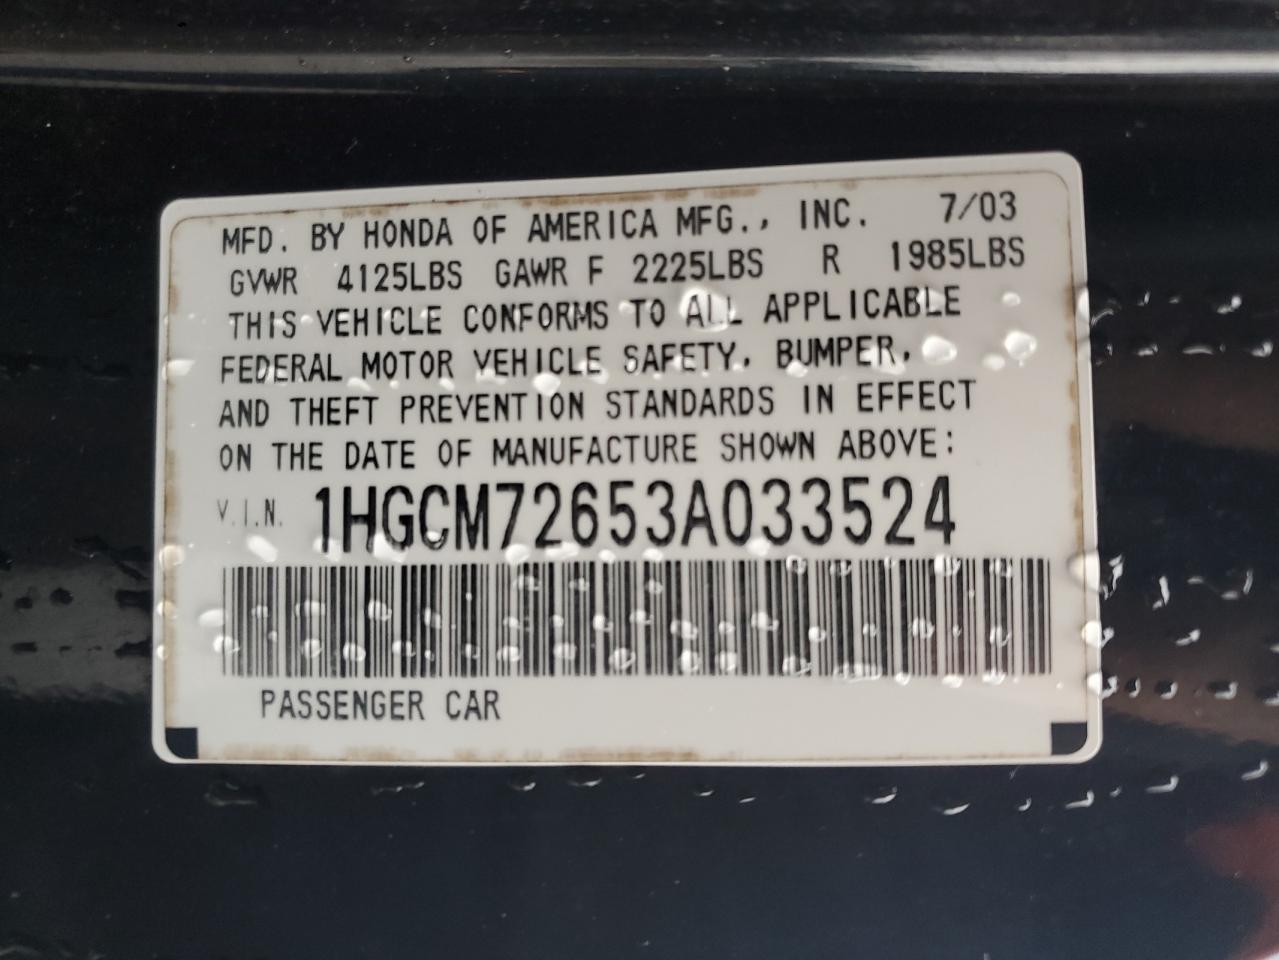 MFD. BY HONDA OF AMERICA MFG., INC. 7/03
GVWR 4125LBS GAWR F 2225LBS R 1985LBS
THIS VEHICLE CONFORMS TO ALL APPLICABLE
FEDERAL MOTOR VEHICLE SAFETY, BUMPER,
AND THEFT PREVENTION STANDARDS IN EFFECT
ON THE DATE OF MANUFACTURE SHOWN ABOVE:
V.I.N. 1HGCM72653A033524
PASSENGER CAR